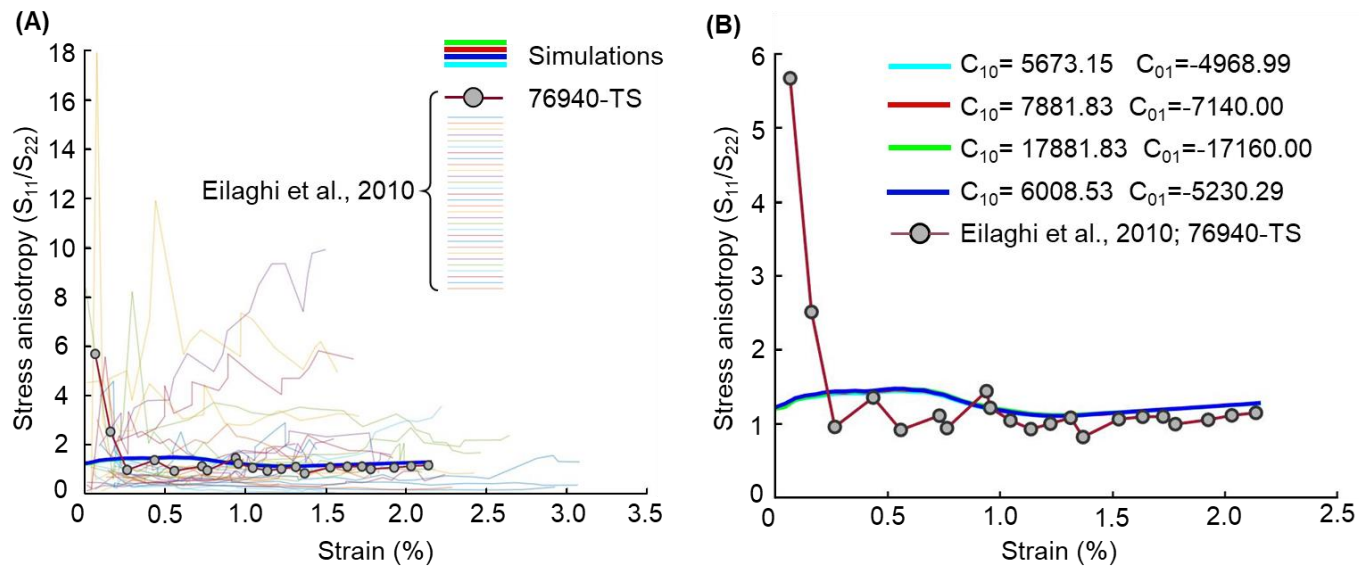 (A)
18
16
14
12
10
8
6
4
2
0
Stress anisotropy (S11/S22)
0 0.5 1.0 1.5 2.0 2.5 3.0 3.5
Strain (%)
Simulations
76940-TS
Eilaghi et al., 2010
(B)
6
5
4
3
2
1
0
Stress anisotropy (S11/S22)
0 0.5 1.0 1.5 2.0 2.5
Strain (%)
C10= 5673.15 C01=-4968.99
C10= 7881.83 C01=-7140.00
C10= 17881.83 C01=-17160.00
C10= 6008.53 C01=-5230.29
Eilaghi et al., 2010; 76940-TS